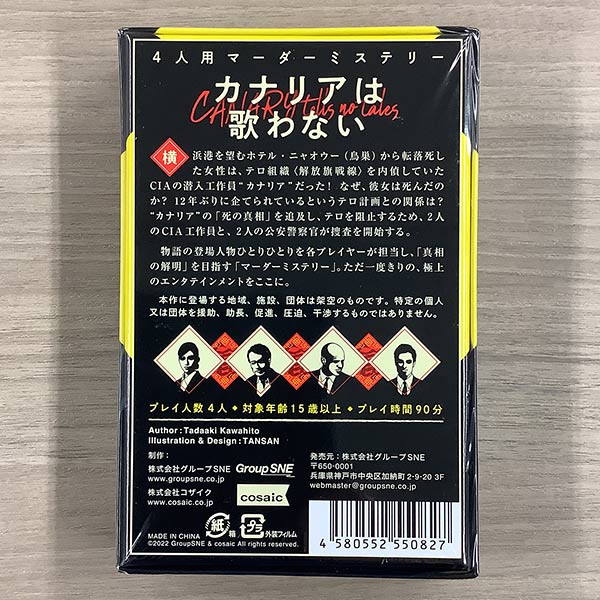 4人用マーダーミステリー
カナリアは
CANARY tells no tales
歌わない
横浜港を望むホテル・ニャオウー（鳥巣）から転落死し
た女性は、テロ組織〈解放旗戦線〉を内偵していた
CIAの潜入工作員“カナリア”だった！ なぜ、彼女は死んだの
か？ 12年ぶりに企てられているというテロ計画との関係は？
“カナリア”の「死の真相」を追及し、テロを阻止するため、2人
のCIA工作員と、2人の公安警察官が捜査を開始する。
物語の登場人物ひとりひとりを各プレイヤーが担当し、「真相
の解明」を目指す「マーダーミステリー」。ただ一度きりの、極上
のエンタテインメントをここに。
本作に登場する地域、施設、団体は架空のものです。特定の個人
又は団体を援助、助長、促進、圧迫、干渉するものではありません。
プレイ人数4人◆対象年齢15歳以上◆プレイ時間90分
Author : Tadaaki Kawahito
Illustration & Design : TANSAN
制作：
株式会社グループSNE GroupSNE
www.groupsne.co.jp
株式会社コザイク cosaic
www.cosaic.co.jp
発売元：株式会社グループSNE
〒650-0001
兵庫県神戸市中央区加納町2-9-20 3F
webmaster@groupsne.co.jp
紙 箱
プラ 外装フィルム
MADE IN CHINA
©2022 GroupSNE & cosaic All rights reserved.
4 580552 550827